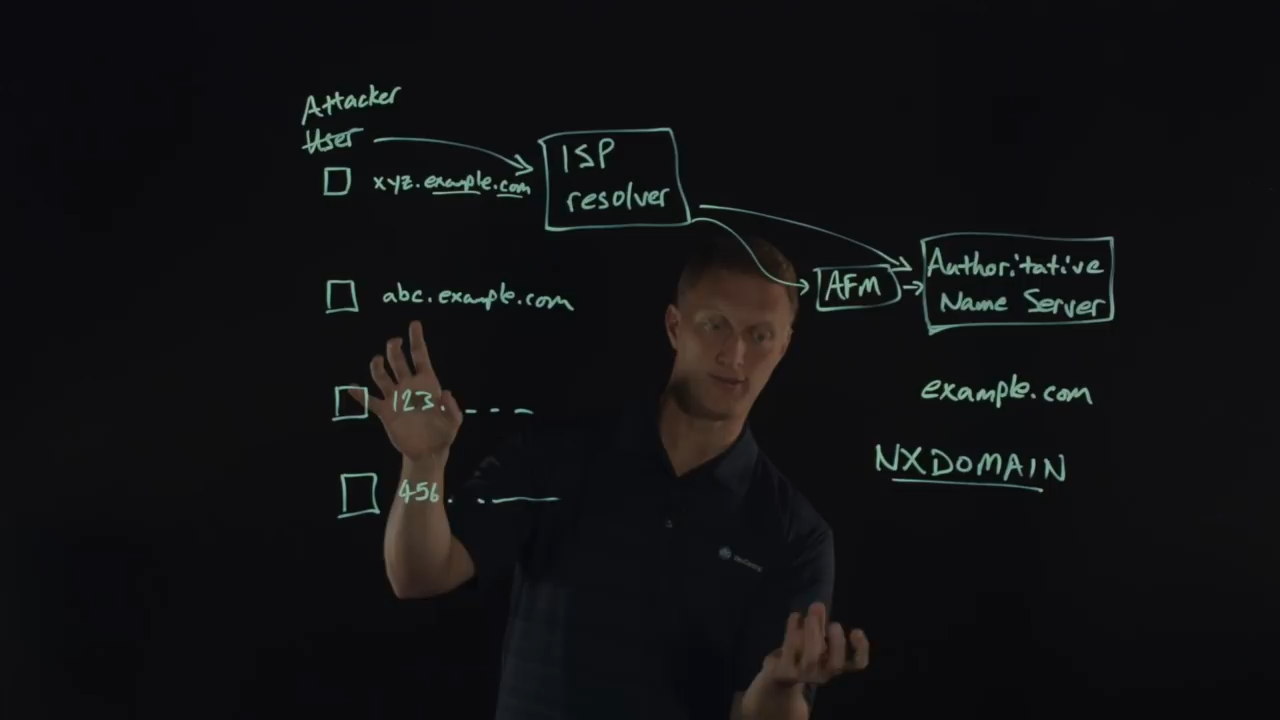 Attacker
User
xyz.example.com
ISP
resolver
abc.example.com
AFM
Authoritative
Name Server
123. _ _ _
example.com
NXDOMAIN
456. . ___